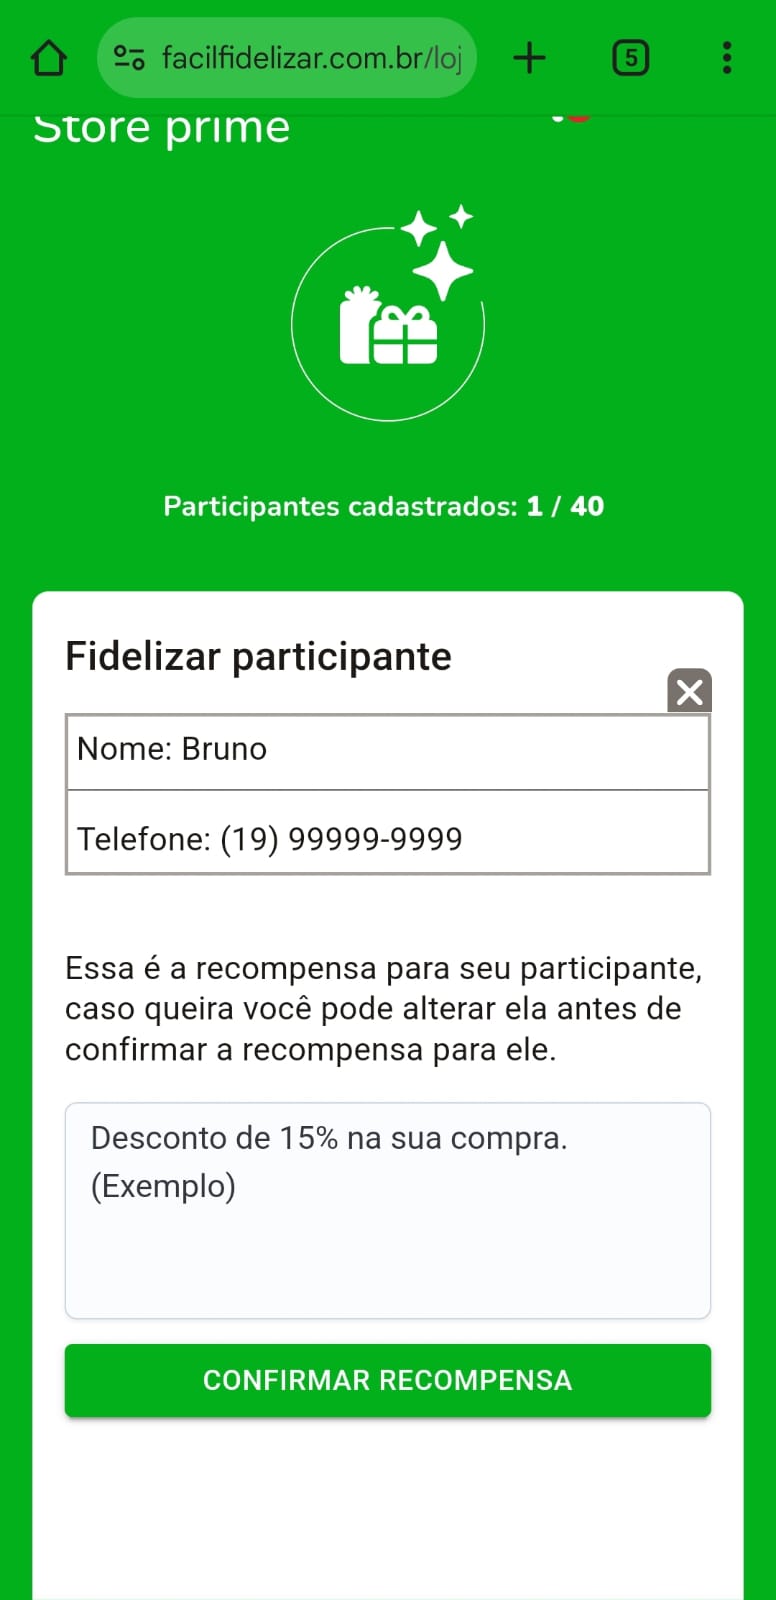 facilfidelizar.com.br/loj
5
Store prime
Participantes cadastrados: 1 / 40
Fidelizar participante
Nome: Bruno
Telefone: (19) 99999-9999
Essa é a recompensa para seu participante,
caso queira você pode alterar ela antes de
confirmar a recompensa para ele.
Desconto de 15% na sua compra.
(Exemplo)
CONFIRMAR RECOMPENSA